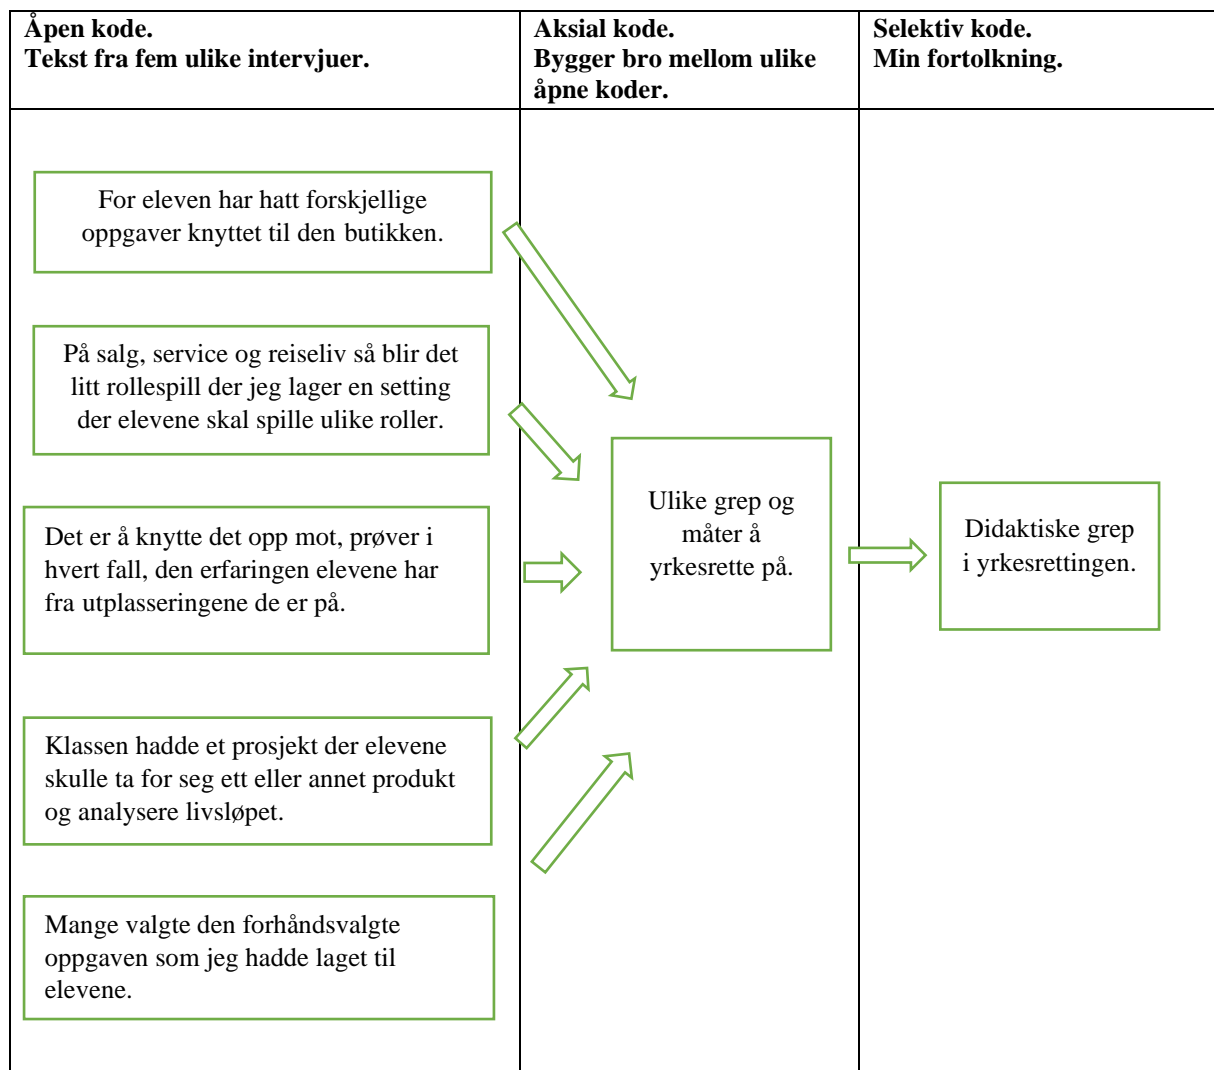 Åpen kode.
Tekst fra fem ulike intervjuer.
Aksial kode.
Bygger bro mellom ulike
åpne koder.
Selektiv kode.
Min fortolkning.
For eleven har hatt forskjellige
oppgaver knyttet til den butikken.
På salg, service og reiseliv så blir det
litt rollespill der jeg lager en setting
der elevene skal spille ulike roller.
Det er å knytte det opp mot, prøver i
hvert fall, den erfaringen elevene har
fra utplasseringene de er på.
Klassen hadde et prosjekt der elevene
skulle ta for seg ett eller annet produkt
og analysere livsløpet.
Mange valgte den forhåndsvalgte
oppgaven som jeg hadde laget til
elevene.
Ulike grep og
måter å
yrkesrette på.
Didaktiske grep
i yrkesrettingen.